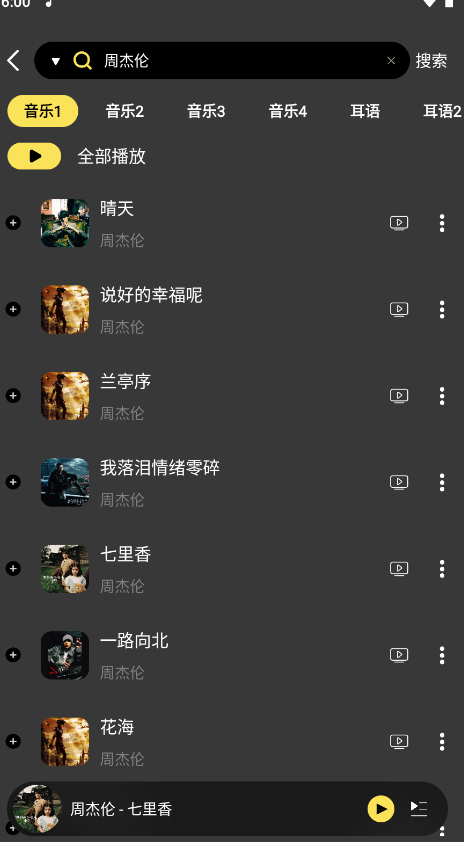 6:00
周杰伦
搜索
音乐1 音乐2 音乐3 音乐4 耳语 耳语2
全部播放
晴天
周杰伦
说好的幸福呢
周杰伦
兰亭序
周杰伦
我落泪情绪零碎
周杰伦
七里香
周杰伦
一路向北
周杰伦
花海
周杰伦
周杰伦 - 七里香